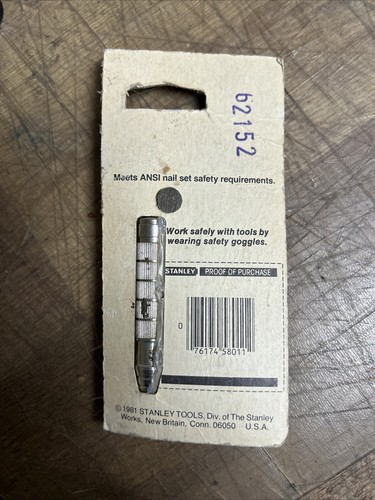 62152
Meets ANSI nail set safety requirements.
Work safely with tools by
wearing safety goggles.
STANLEY PROOF OF PURCHASE
0
76174 58011
© 1981 STANLEY TOOLS, Div. of The Stanley
Works, New Britain, Conn. 06050 U.S.A.